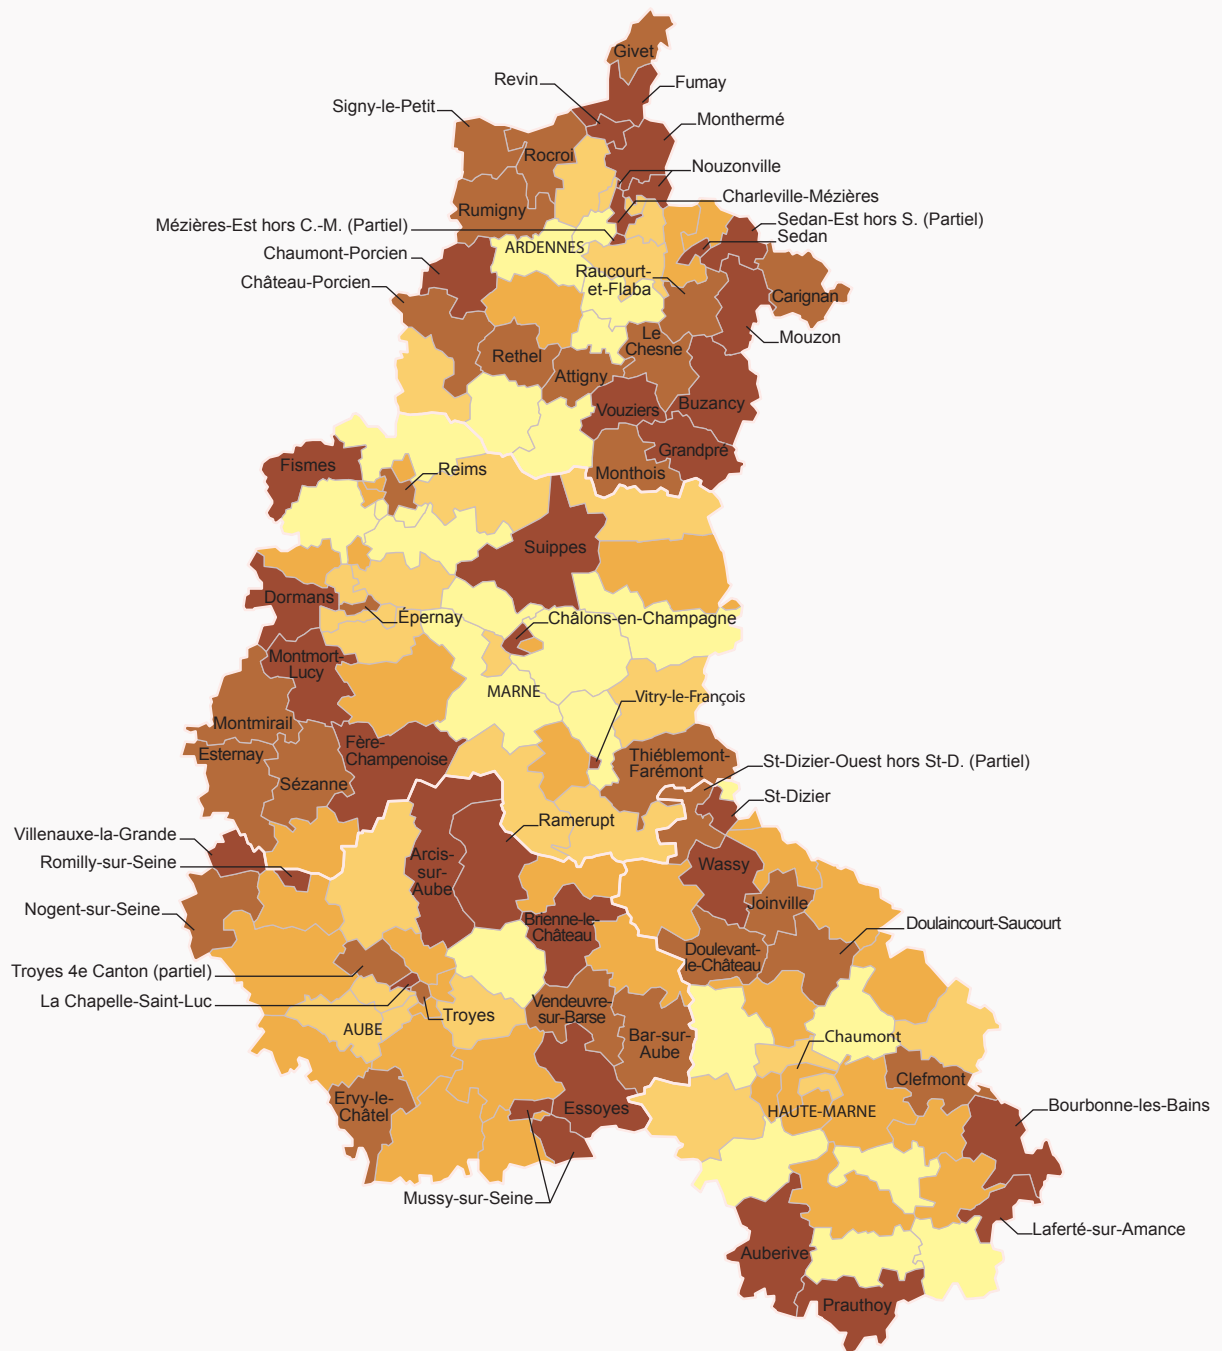 Givet
Revin
Fumay
Signy-le-Petit
Monthermé
Rocroi
Nouzonville
Charleville-Mézières
Rumigny
Mézières-Est hors C.-M. (Partiel)
Sedan-Est hors S. (Partiel)
Sedan
ARDENNES
Chaumont-Porcien
Château-Porcien
Raucourt-
et-Flaba
Carignan
Le
Chesne
Mouzon
Rethel
Attigny
Buzancy
Vouziers
Grandpré
Fismes
Reims
Monthois
Suippes
Dormans
Épernay
Châlons-en-Champagne
Montmort-
Lucy
MARNE
Vitry-le-François
Montmirail
Esternay
Fère-
Champenoise
Thiéblemont-
Farémont
St-Dizier-Ouest hors St-D. (Partiel)
Sézanne
St-Dizier
Villenauxe-la-Grande
Ramerupt
Romilly-sur-Seine
Arcis-
sur-
Aube
Wassy
Joinville
Nogent-sur-Seine
Brienne-le-
Château
Doulaincourt-Saucourt
Doulevant-
le-Château
Troyes 4e Canton (partiel)
La Chapelle-Saint-Luc
Troyes
Vendeuvre-
sur-Barse
AUBE
Bar-sur-
Aube
Chaumont
Clefmont
Ervy-le-
Châtel
Essoyes
HAUTE-MARNE
Bourbonne-les-Bains
Mussy-sur-Seine
Laferté-sur-Amance
Auberive
Prauthoy